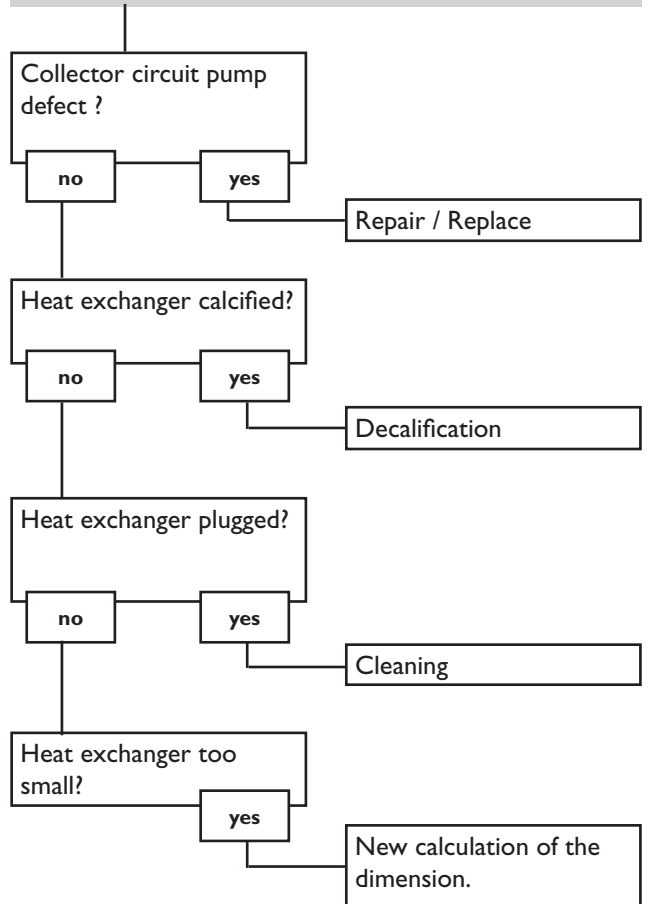 Collector circuit pump
defect ?
no
yes
Repair / Replace
Heat exchanger calcified?
no
yes
Decalification
Heat exchanger plugged?
no
yes
Cleaning
Heat exchanger too
small?
yes
New calculation of the
dimension.